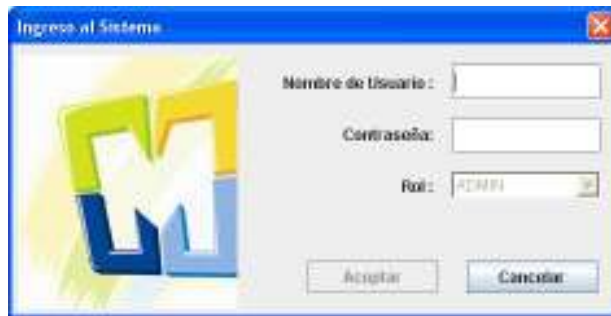 Ingreso al Sistema
Nombre de Usuario :
Contraseña:
Rol :
ADMIN
Aceptar
Cancelar